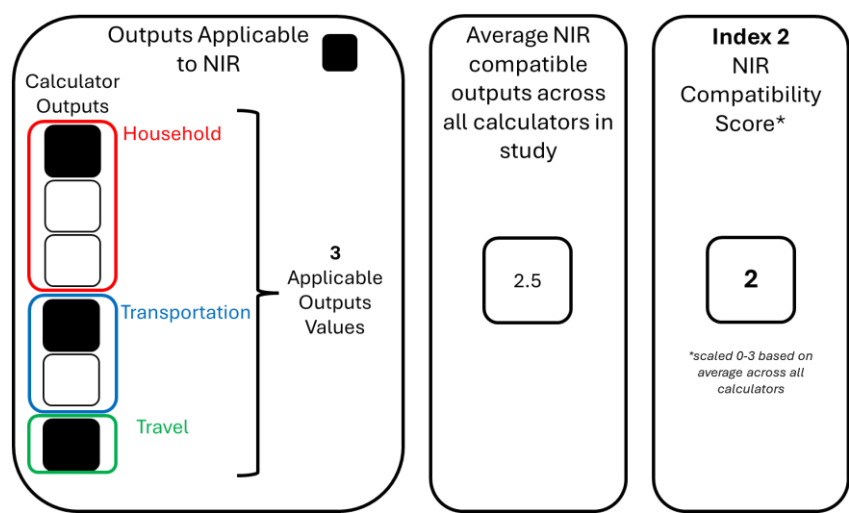 Outputs Applicable
to NIR
Calculator
Outputs
Household
Transportation
Travel
3
Applicable
Outputs
Values
Average NIR
compatible
outputs across
all calculators in
study
2.5
Index 2
NIR
Compatibility
Score*
2
*scaled 0-3 based on
average across all
calculators